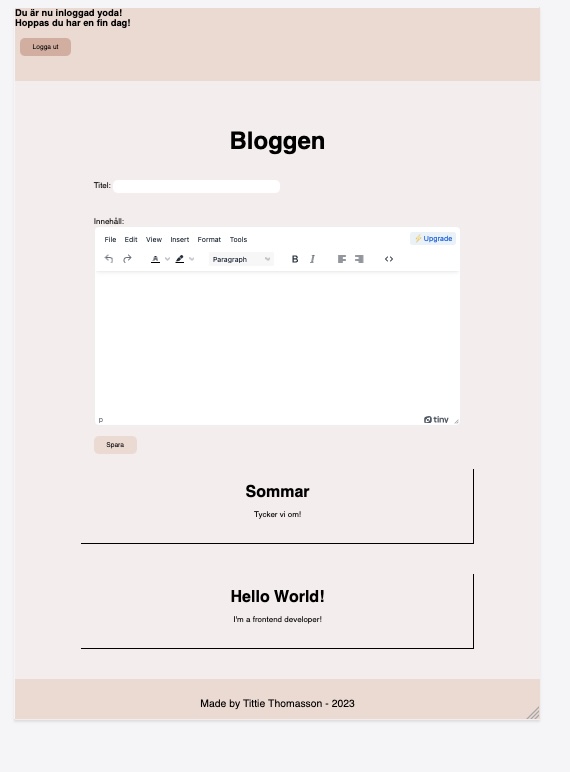 Du är nu inloggad yoda!
Hoppas du har en fin dag!
Logga ut
Bloggen
Titel:
Innehåll:
File Edit View Insert Format Tools
⚡Upgrade
A Paragraph B I <>
p
tiny
Spara
Sommar
Tycker vi om!
Hello World!
I'm a frontend developer!
Made by Tittie Thomasson - 2023